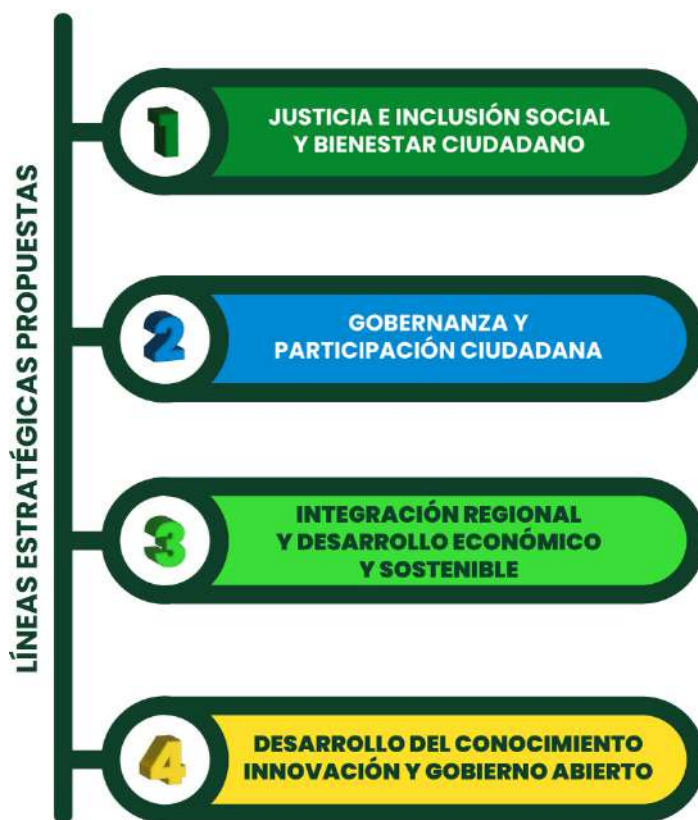 LÍNEAS ESTRATÉGICAS PROPUESTAS
1
JUSTICIA E INCLUSIÓN SOCIAL
Y BIENESTAR CIUDADANO
2
GOBERNANZA Y
PARTICIPACIÓN CIUDADANA
3
INTEGRACIÓN REGIONAL
Y DESARROLLO ECONÓMICO
Y SOSTENIBLE
4
DESARROLLO DEL CONOCIMIENTO
INNOVACIÓN Y GOBIERNO ABIERTO